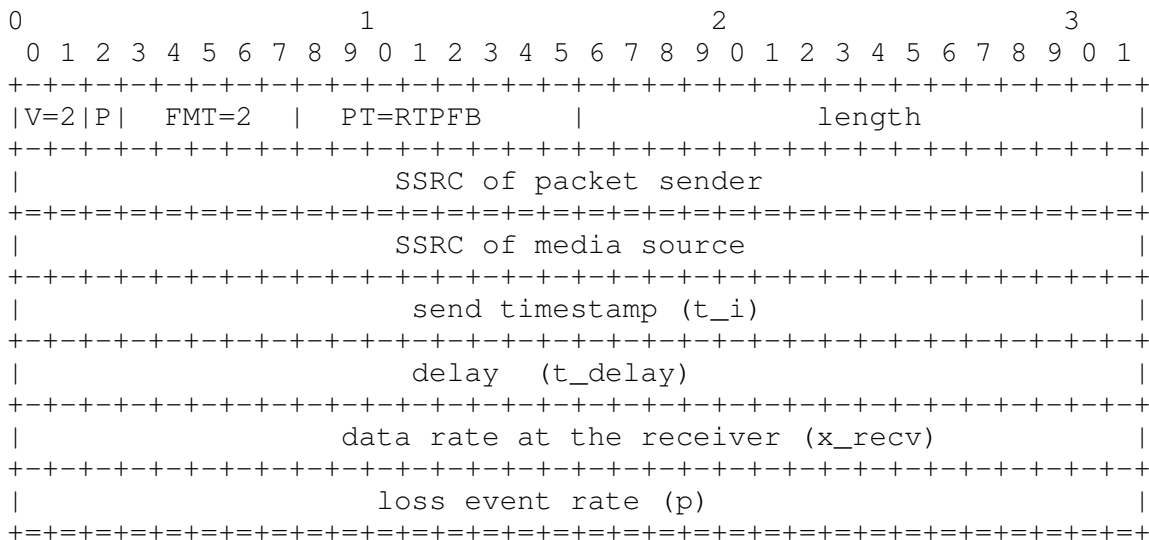 0                   1                   2                   3
 0 1 2 3 4 5 6 7 8 9 0 1 2 3 4 5 6 7 8 9 0 1 2 3 4 5 6 7 8 9 0 1
+-+-+-+-+-+-+-+-+-+-+-+-+-+-+-+-+-+-+-+-+-+-+-+-+-+-+-+-+-+-+-+-+
|V=2|P|  FMT=2  |  PT=RTPFB     |             length            |
+-+-+-+-+-+-+-+-+-+-+-+-+-+-+-+-+-+-+-+-+-+-+-+-+-+-+-+-+-+-+-+-+
|                     SSRC of packet sender                     |
+=+=+=+=+=+=+=+=+=+=+=+=+=+=+=+=+=+=+=+=+=+=+=+=+=+=+=+=+=+=+=+=+
|                     SSRC of media source                      |
+-+-+-+-+-+-+-+-+-+-+-+-+-+-+-+-+-+-+-+-+-+-+-+-+-+-+-+-+-+-+-+-+
|                      send timestamp (t_i)                     |
+-+-+-+-+-+-+-+-+-+-+-+-+-+-+-+-+-+-+-+-+-+-+-+-+-+-+-+-+-+-+-+-+
|                      delay  (t_delay)                         |
+-+-+-+-+-+-+-+-+-+-+-+-+-+-+-+-+-+-+-+-+-+-+-+-+-+-+-+-+-+-+-+-+
|                  data rate at the receiver (x_recv)           |
+-+-+-+-+-+-+-+-+-+-+-+-+-+-+-+-+-+-+-+-+-+-+-+-+-+-+-+-+-+-+-+-+
|                    loss event rate (p)                        |
+=+=+=+=+=+=+=+=+=+=+=+=+=+=+=+=+=+=+=+=+=+=+=+=+=+=+=+=+=+=+=+=+